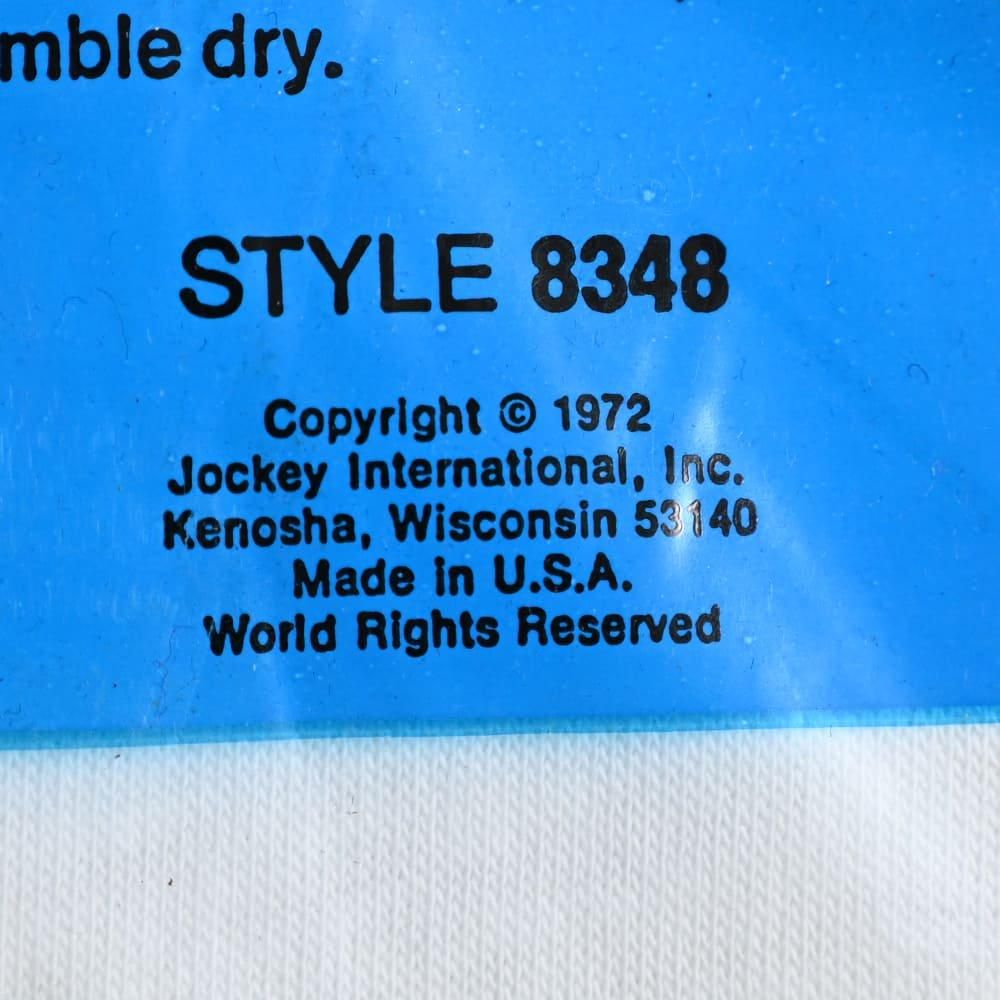 mble dry.
STYLE 8348
Copyright © 1972
Jockey International, Inc.
Kenosha, Wisconsin 53140
Made in U.S.A.
World Rights Reserved